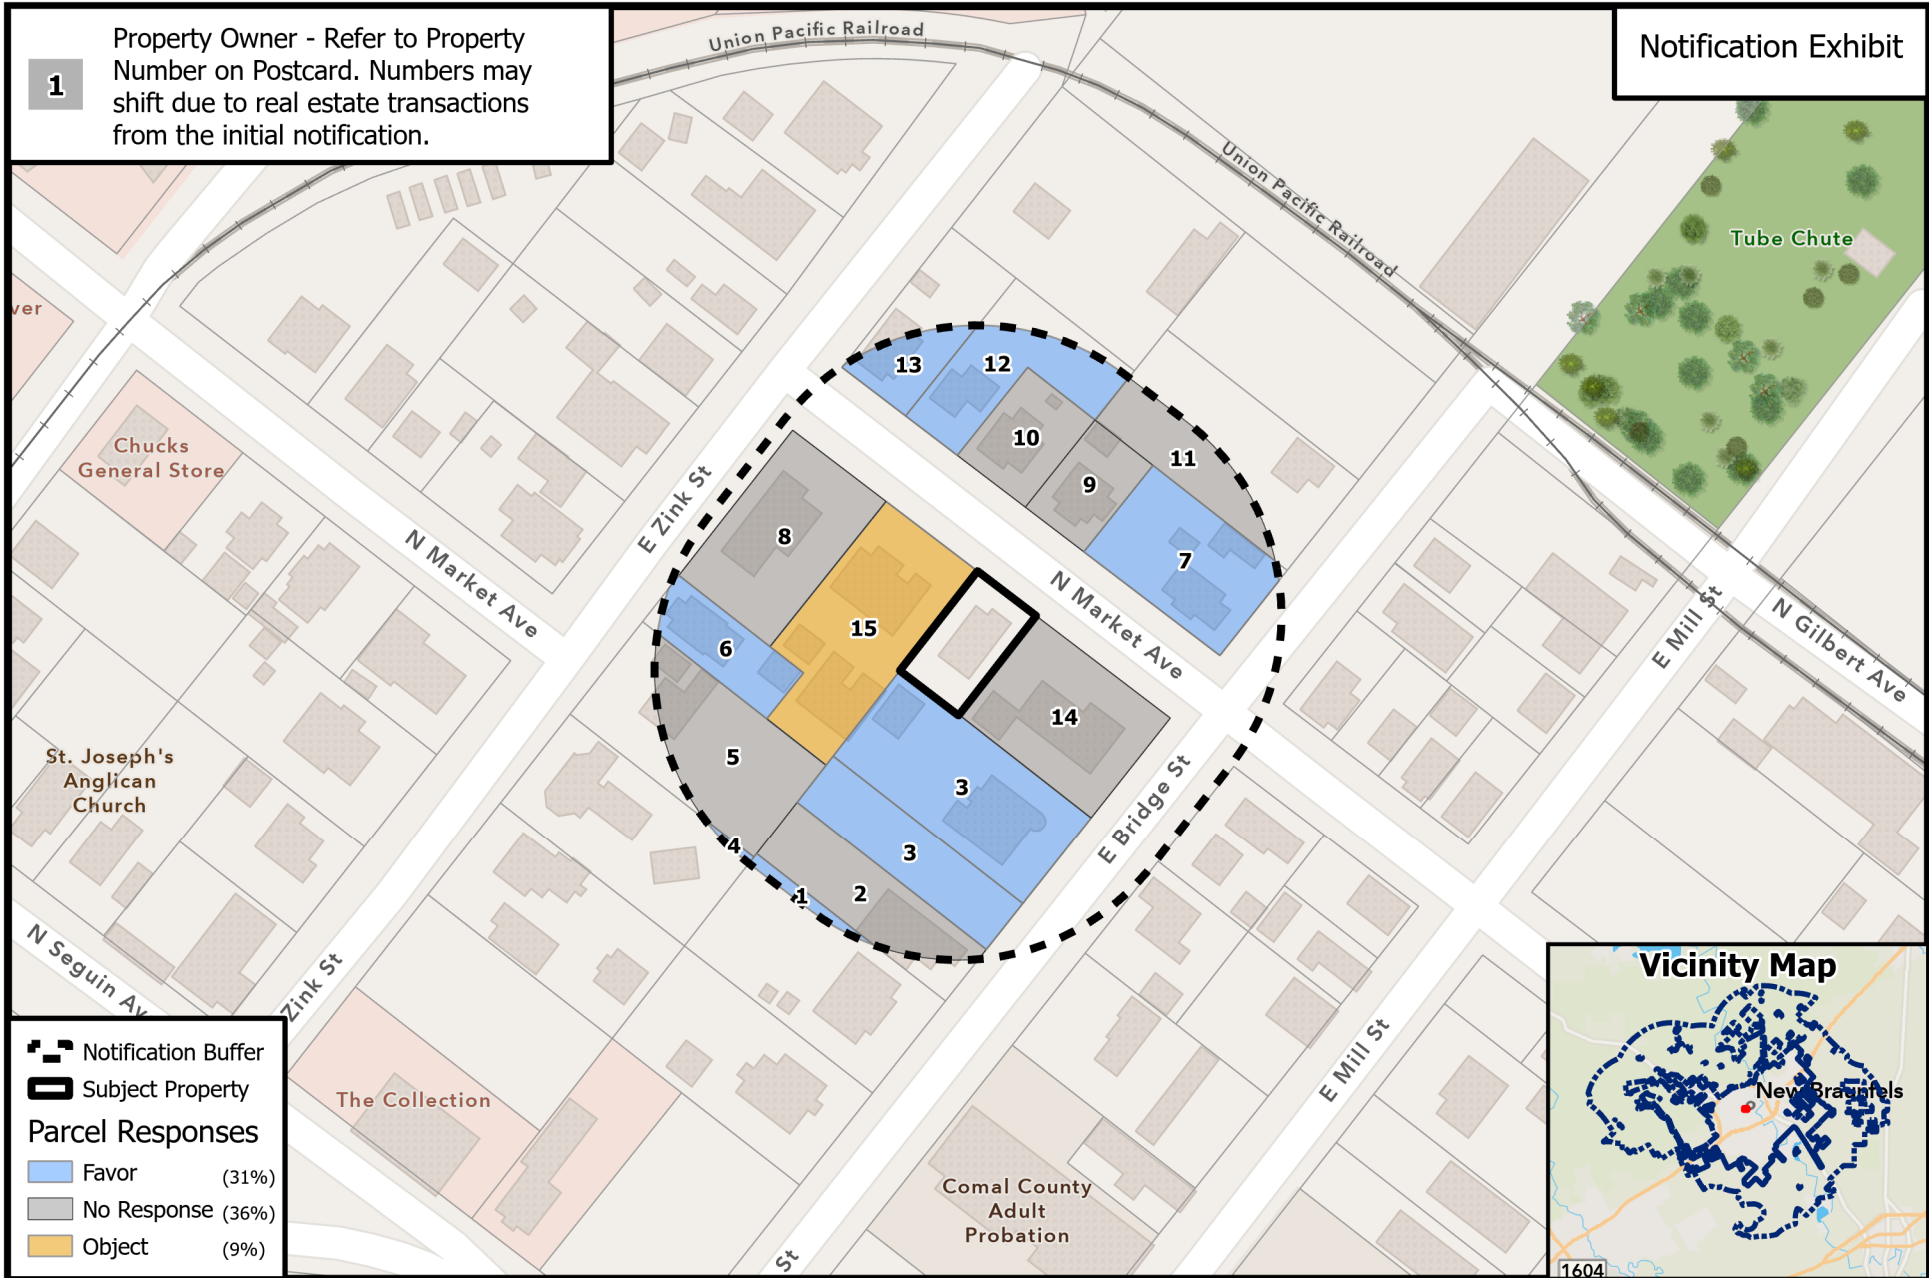 1
Property Owner - Refer to Property
Number on Postcard. Numbers may
shift due to real estate transactions
from the initial notification.
Notification Exhibit
Union Pacific Railroad
Union Pacific Railroad
Tube Chute
ver
Chucks
General Store
E Zink St
N Market Ave
N Market Ave
13
12
10
11
9
8
7
15
6
14
5
3
3
4
2
1
E Mill St
N Gilbert Ave
E Bridge St
St. Joseph's
Anglican
Church
N Seguin Av
Zink St
E Mill St
The Collection
Comal County
Adult
Probation
St
Notification Buffer
Subject Property
Parcel Responses
Favor (31%)
No Response (36%)
Object (9%)
Vicinity Map
New Braunfels
1604